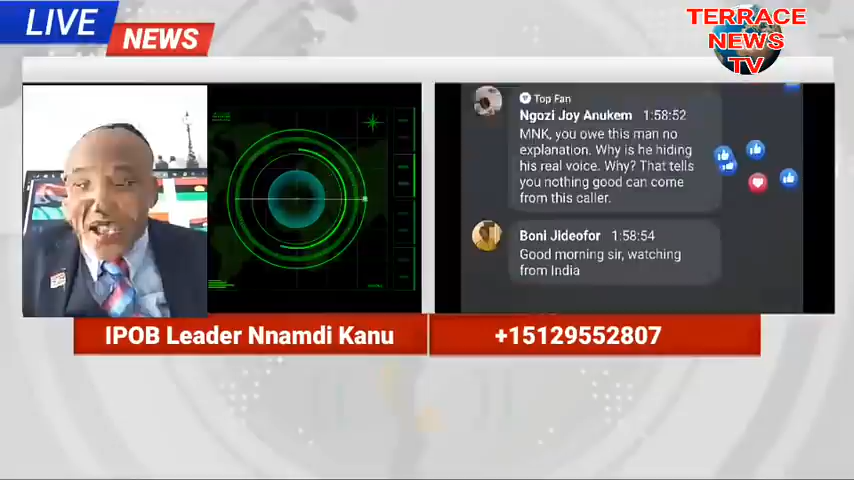 LIVE
NEWS
TERRACE
NEWS
TV
Top Fan
Ngozi Joy Anukem 1:58:52
MNK, you owe this man no
explanation. Why is he hiding
his real voice. Why? That tells
you nothing good can come
from this caller.
Boni JIdeofor 1:58:54
Good morning sir, watching
from India
IPOB Leader Nnamdi Kanu
+15129552807